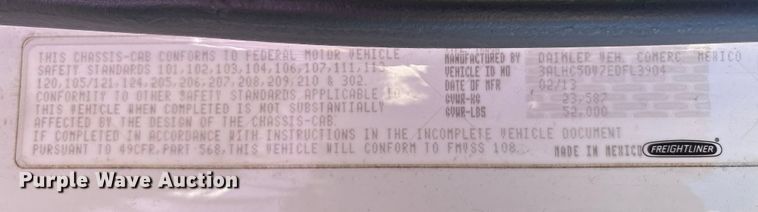 THIS CHASSIS-CAB CONFORMS TO FEDERAL MOTOR VEHICLE
SAFETY STANDARDS 101,102,103,104,106,107,111,113
120,105/121,124,205,206,207,208,209,210 & 302
CONFORMITY TO OTHER SAFETY STANDARDS APPLICABLE TO
THIS VEHICLE WHEN COMPLETED IS NOT SUBSTANTIALLY
AFFECTED BY THE DESIGN OF THE CHASSIS-CAB.
IF COMPLETED IN ACCORDANCE WITH INSTRUCTIONS IN THE INCOMPLETE VEHICLE DOCUMENT
PURSUANT TO 49CFR,PART 568,THIS VEHICLE WILL CONFORM TO FMVSS 108.
MANUFACTURED BY DAIMLER VEH. COMERC MEXICO
VEHICLE ID NO.
DATE OF MFR 02/13
GVWR-KG 23,587
GVWR-LBS 52,000
MADE IN MEXICO FREIGHTLINER
Purple Wave Auction